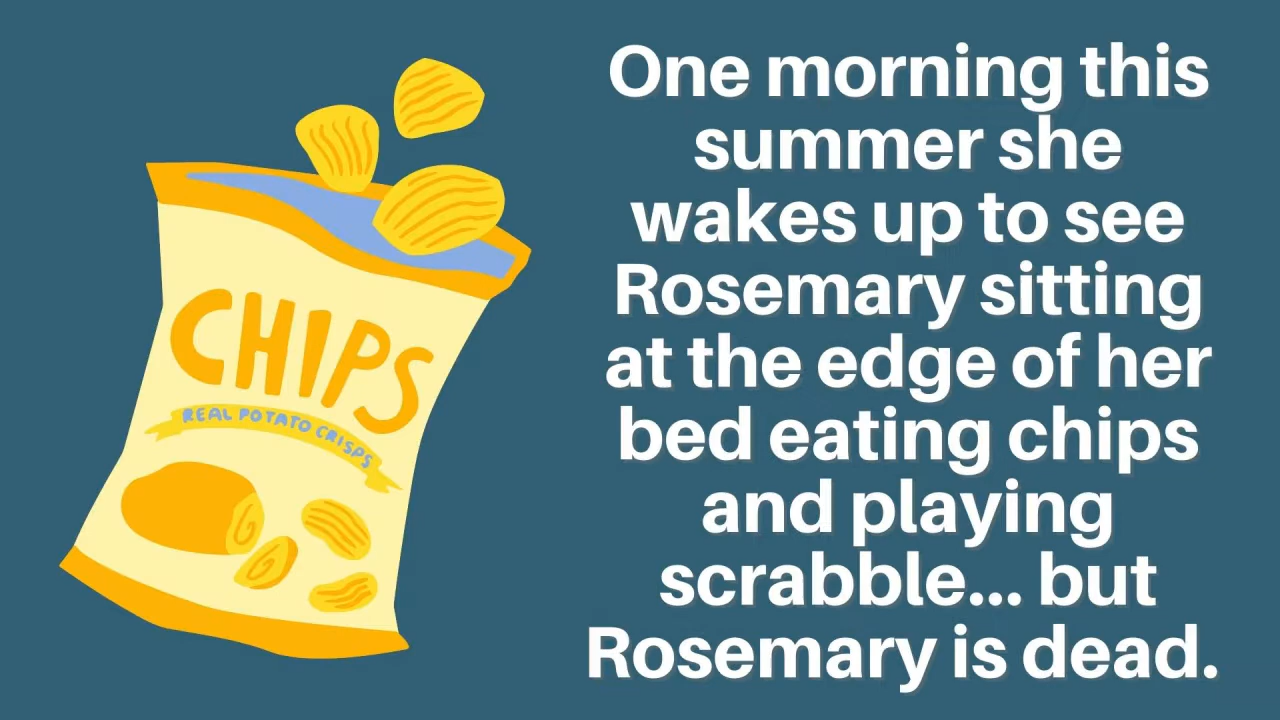 CHIPS
REAL POTATO CRISPS
One morning this
summer she
wakes up to see
Rosemary sitting
at the edge of her
bed eating chips
and playing
scrabble... but
Rosemary is dead.